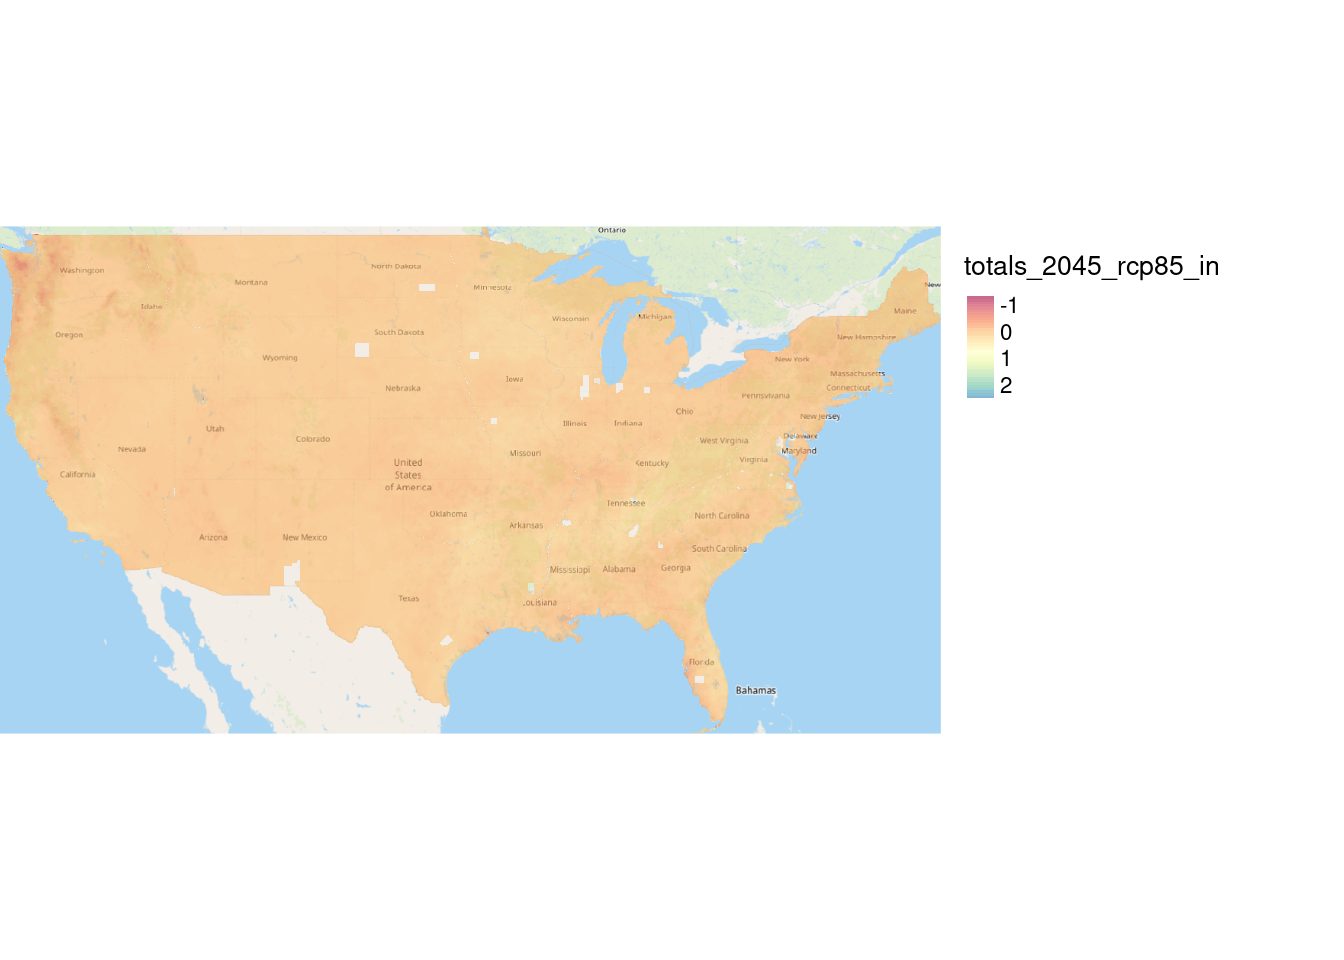 Ontario
totals_2045_rcp85_in
Washington
North Dakota
Montana
Minnesota
New
-1
Idaho
Maine
Wisconsin
Michigan
0
Oregon
South Dakota
New Hampshire
Wyoming
New York
1
Massachusetts
Iowa
Nebraska
Connecticut
2
Pennsylvania
Ohio
New Jersey
Illinois
Indiana
Utah
Colorado
West Virginia
Delaware
Nevada
Missouri
Maryland
United
States
of America
Kentucky
Virginia
California
Tennessee
Oklahoma
North Carolina
Arkansas
Arizona
New Mexico
South Carolina
Mississippi
Alabama
Georgia
Texas
Louisiana
Florida
Bahamas